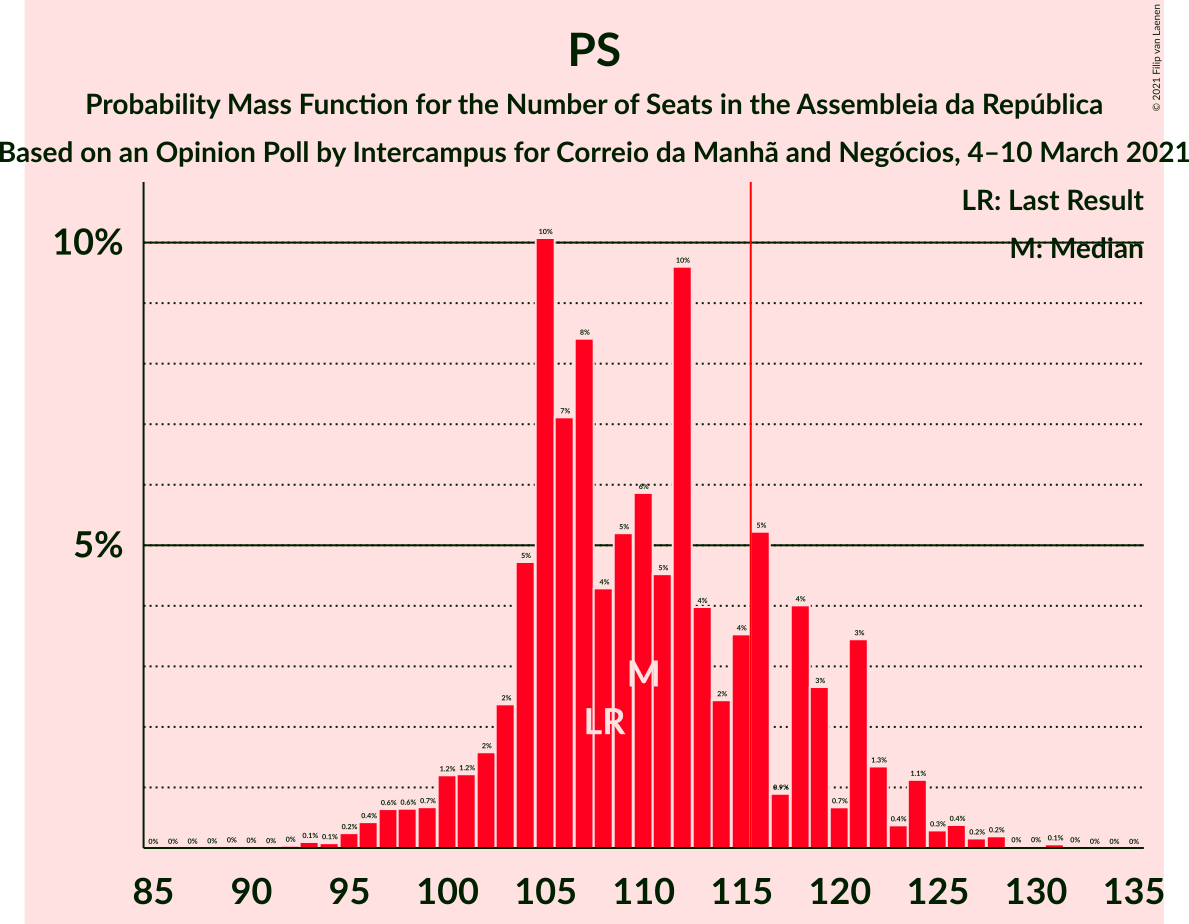 PS
Probability Mass Function for the Number of Seats in the Assembleia da República
Based on an Opinion Poll by Intercampus for Correio da Manhã and Negócios, 4–10 March 2021
© 2021 Filip van Laenen
LR: Last Result
M: Median
10%
5%
0% 0% 0% 0% 0% 0% 0% 0% 0.1% 0.1% 0.2% 0.4% 0.6% 0.6% 0.7% 1.2% 1.2% 2% 2% 5% 10% 7% 8% 4% 5% 6% 5% 10% 4% 2% 4% 5% 0.9% 4% 3% 0.7% 3% 1.3% 0.4% 1.1% 0.3% 0.4% 0.2% 0.2% 0% 0% 0.1% 0% 0% 0% 0%
M
LR
85 90 95 100 105 110 115 120 125 130 135